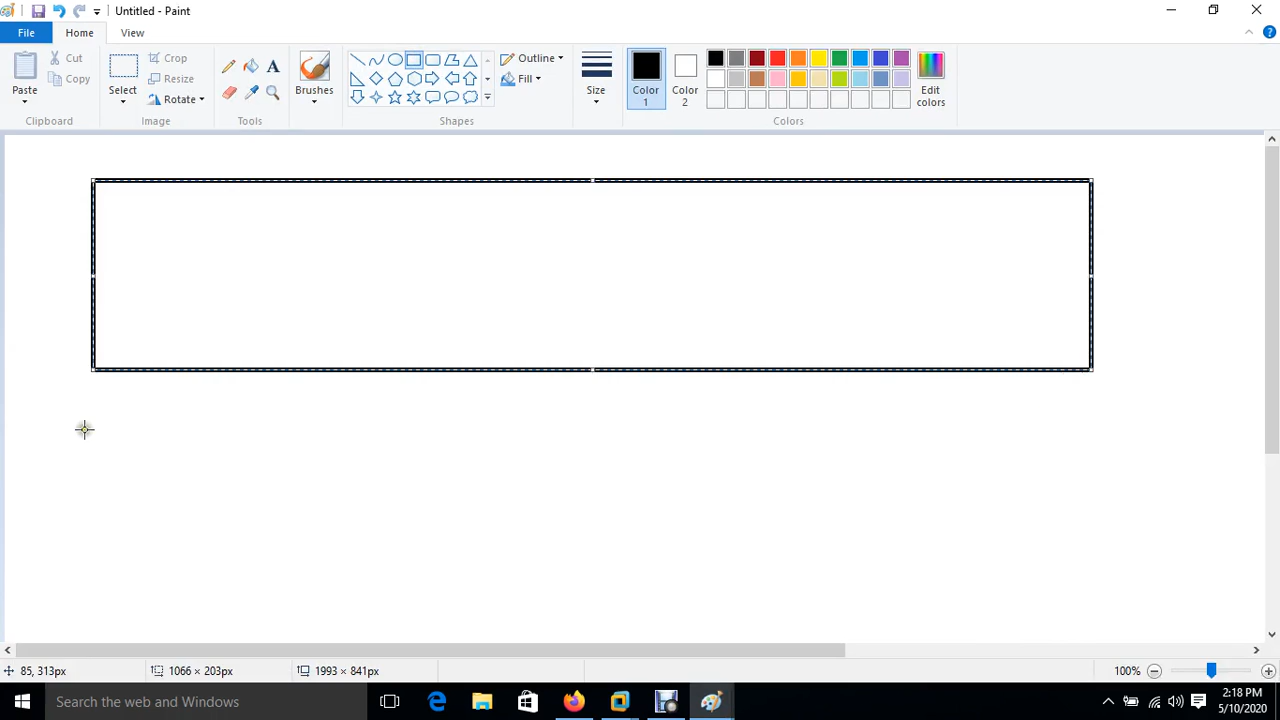 Untitled - Paint
File Home View
Paste
Cut
Copy
Clipboard
Select
Crop
Resize
Rotate
Image
A
Tools
Brushes
Outline
Fill
Shapes
Size
Color 1
Color 2
Edit colors
Colors
85, 313px
1066 × 203px
1993 × 841px
100%
Search the web and Windows
2:18 PM
5/10/2020